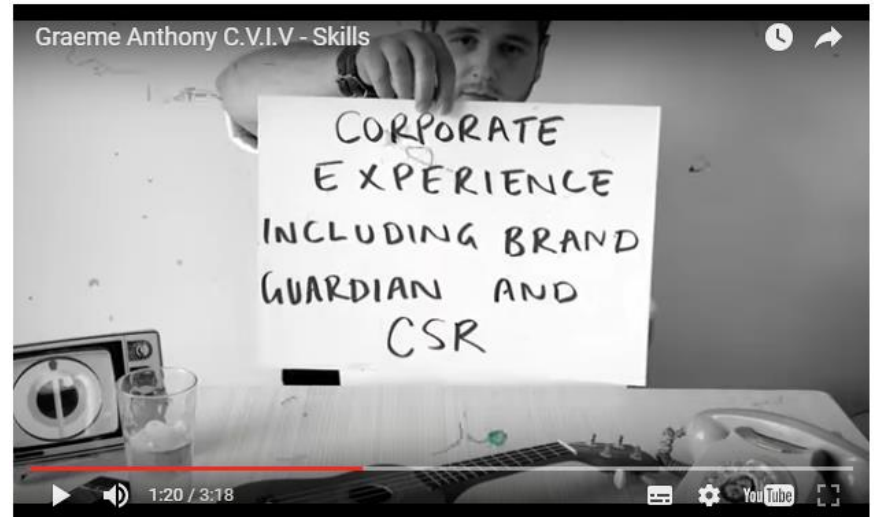 Graeme Anthony C.V.I.V - Skills
CORPORATE
EXPERIENCE
INCLUDING BRAND
GUARDIAN AND
CSR
1:20 / 3:18
YouTube